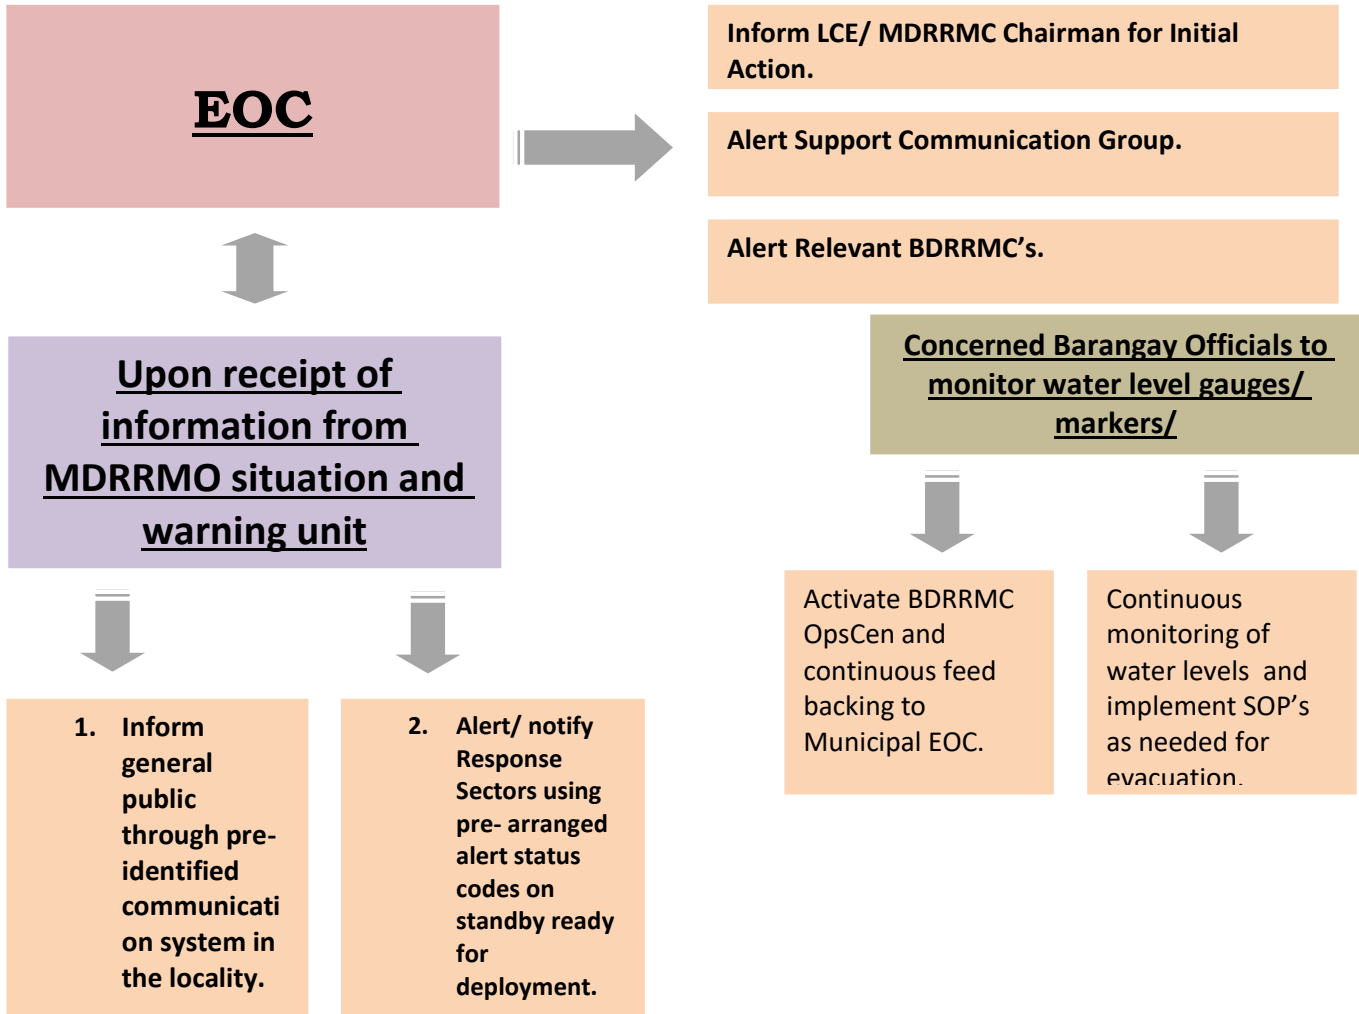 EOC
Inform LCE/ MDRRMC Chairman for Initial
Action.
Alert Support Communication Group.
Alert Relevant BDRRMC’s.
Upon receipt of
information from
MDRRMO situation and
warning unit
Concerned Barangay Officials to
monitor water level gauges/
markers/
1. Inform
general
public
through pre-
identified
communicati
on system in
the locality.
2. Alert/ notify
Response
Sectors using
pre- arranged
alert status
codes on
standby ready
for
deployment.
Activate BDRRMC
OpsCen and
continuous feed
backing to
Municipal EOC.
Continuous
monitoring of
water levels and
implement SOP’s
as needed for
evacuation.